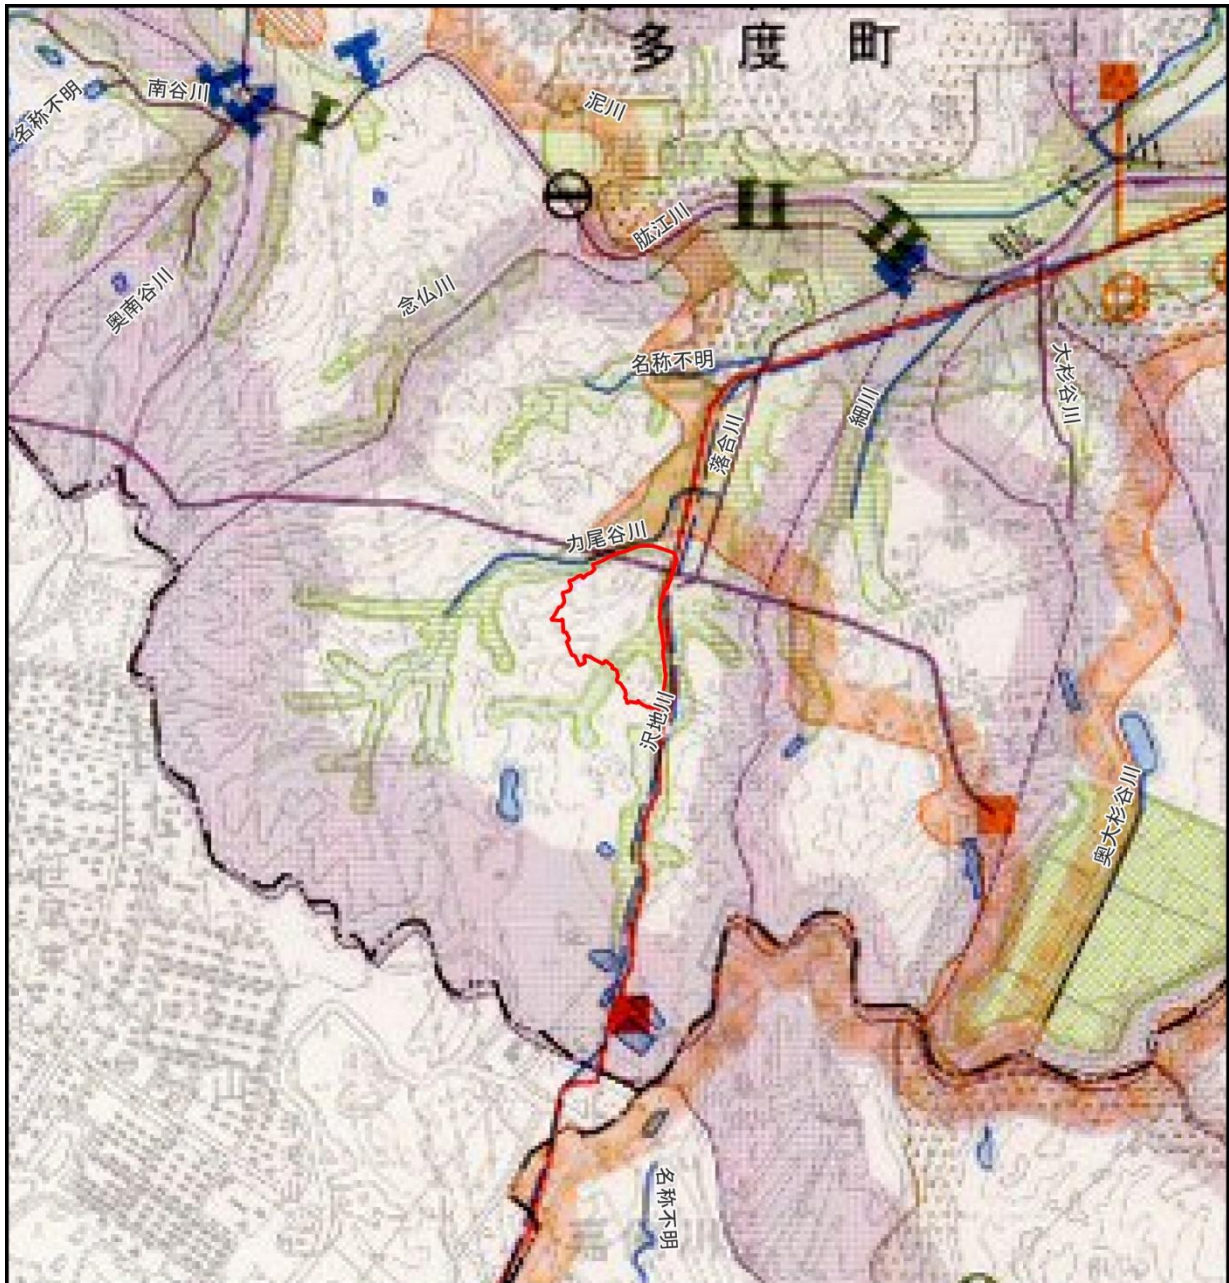 多度町
泥川
南谷川
名称不明
肱江川
奥南谷川
念仏川
名称不明
大杉谷川
細川
落合川
力尾谷川
沢地川
奥大杉谷川
名称不明